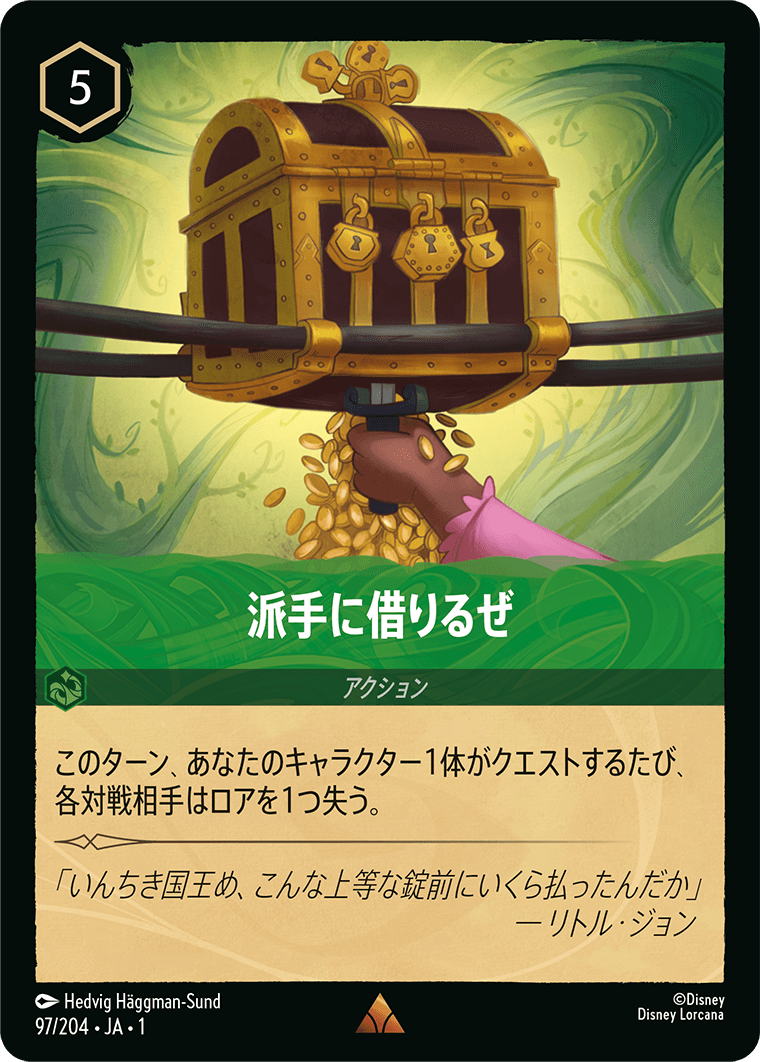 5
派手に借りるぜ
アクション
このターン、あなたのキャラクター1体がクエストするたび、
各対戦相手はロアを1つ失う。
「いんちき国王め、こんな上等な錠前にいくら払ったんだか」
— リトル・ジョン
Hedvig Häggman-Sund
©Disney
97/204 • JA • 1
Disney Lorcana